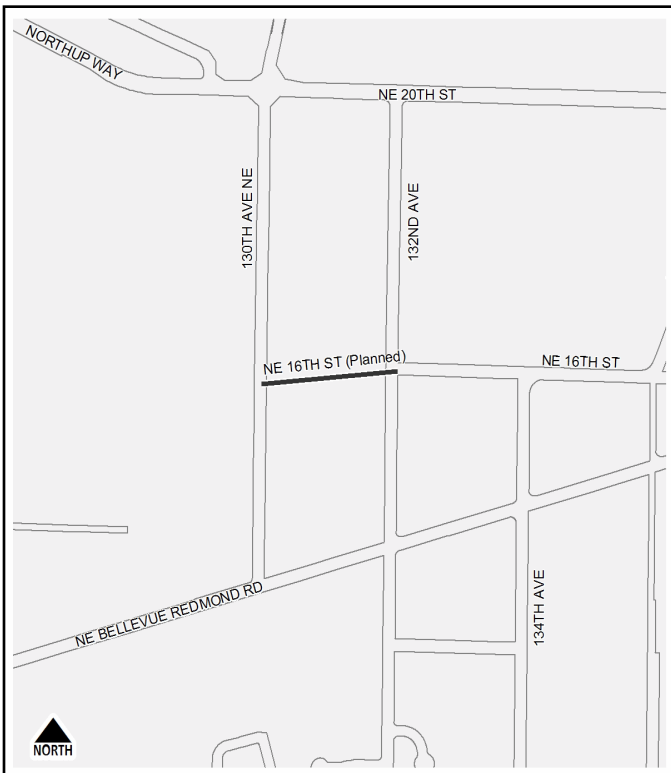 NORTHUP WAY
NE 20TH ST
130TH AVE NE
132ND AVE
NE 16TH ST (Planned)
NE 16TH ST
134TH AVE
NE BELLEVUE REDMOND RD
NORTH